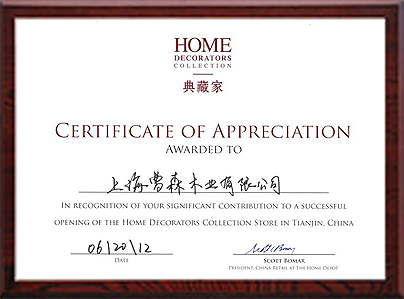 HOME
DECORATORS
COLLECTION
典藏家
CERTIFICATE OF APPRECIATION
AWARDED TO
上海曹森木业有限公司
IN RECOGNITION OF YOUR SIGNIFICANT CONTRIBUTION TO A SUCCESSFUL
OPENING OF THE HOME DECORATORS COLLECTION STORE IN TIANJIN, CHINA
06/20/12
DATE
SCOTT BOMAR
PRESIDENT, CHINA RETAIL AT THE HOME DEPOT